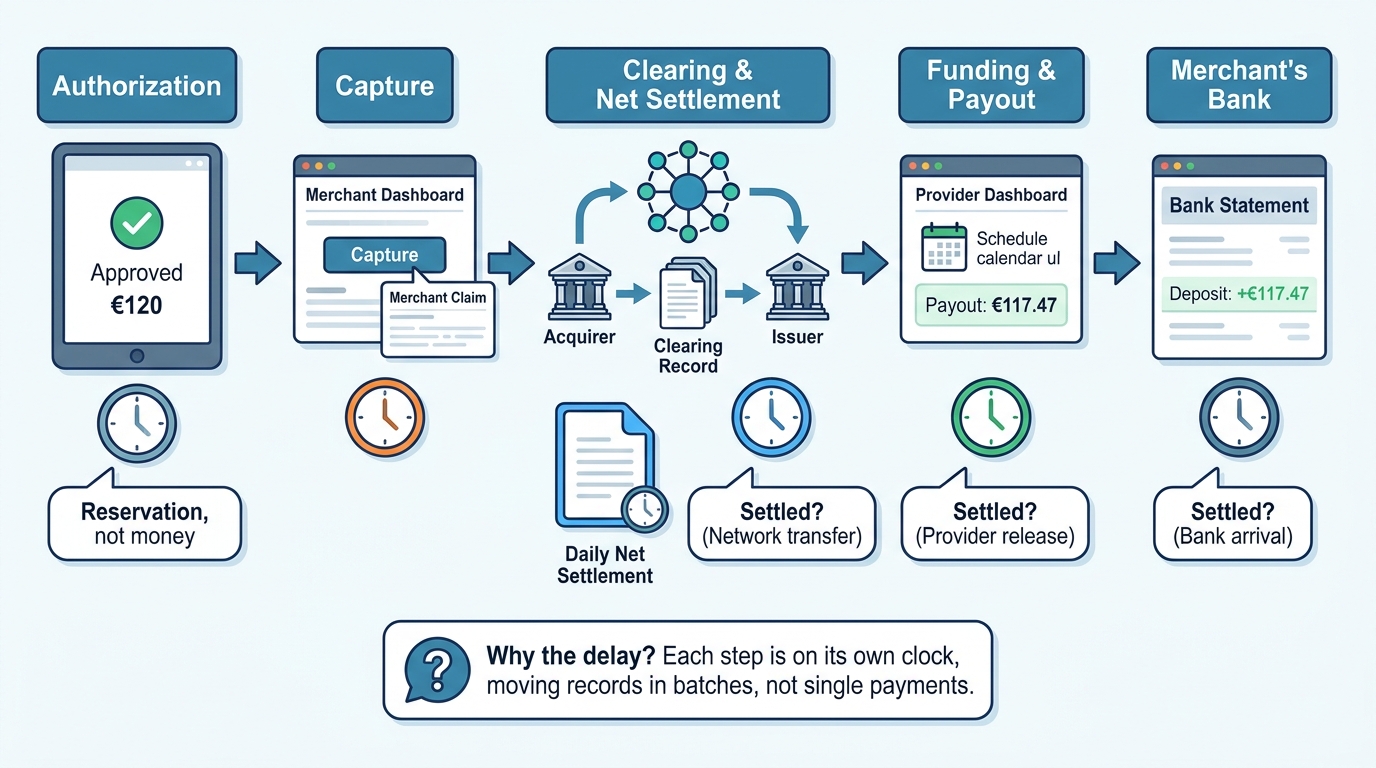 Authorization
Capture
Clearing &
Net Settlement
Funding &
Payout
Merchant's
Bank
Approved
€120
Merchant Dashboard
Capture
Merchant Claim
Acquirer
Clearing
Record
Issuer
Provider Dashboard
Schedule
calendar ul
Payout: €117.47
Bank Statement
Deposit: +€117.47
Reservation,
not money
Daily Net
Settlement
Settled?
(Network transfer)
Settled?
(Provider release)
Settled?
(Bank arrival)
?
Why the delay? Each step is on its own clock,
moving records in batches, not single payments.